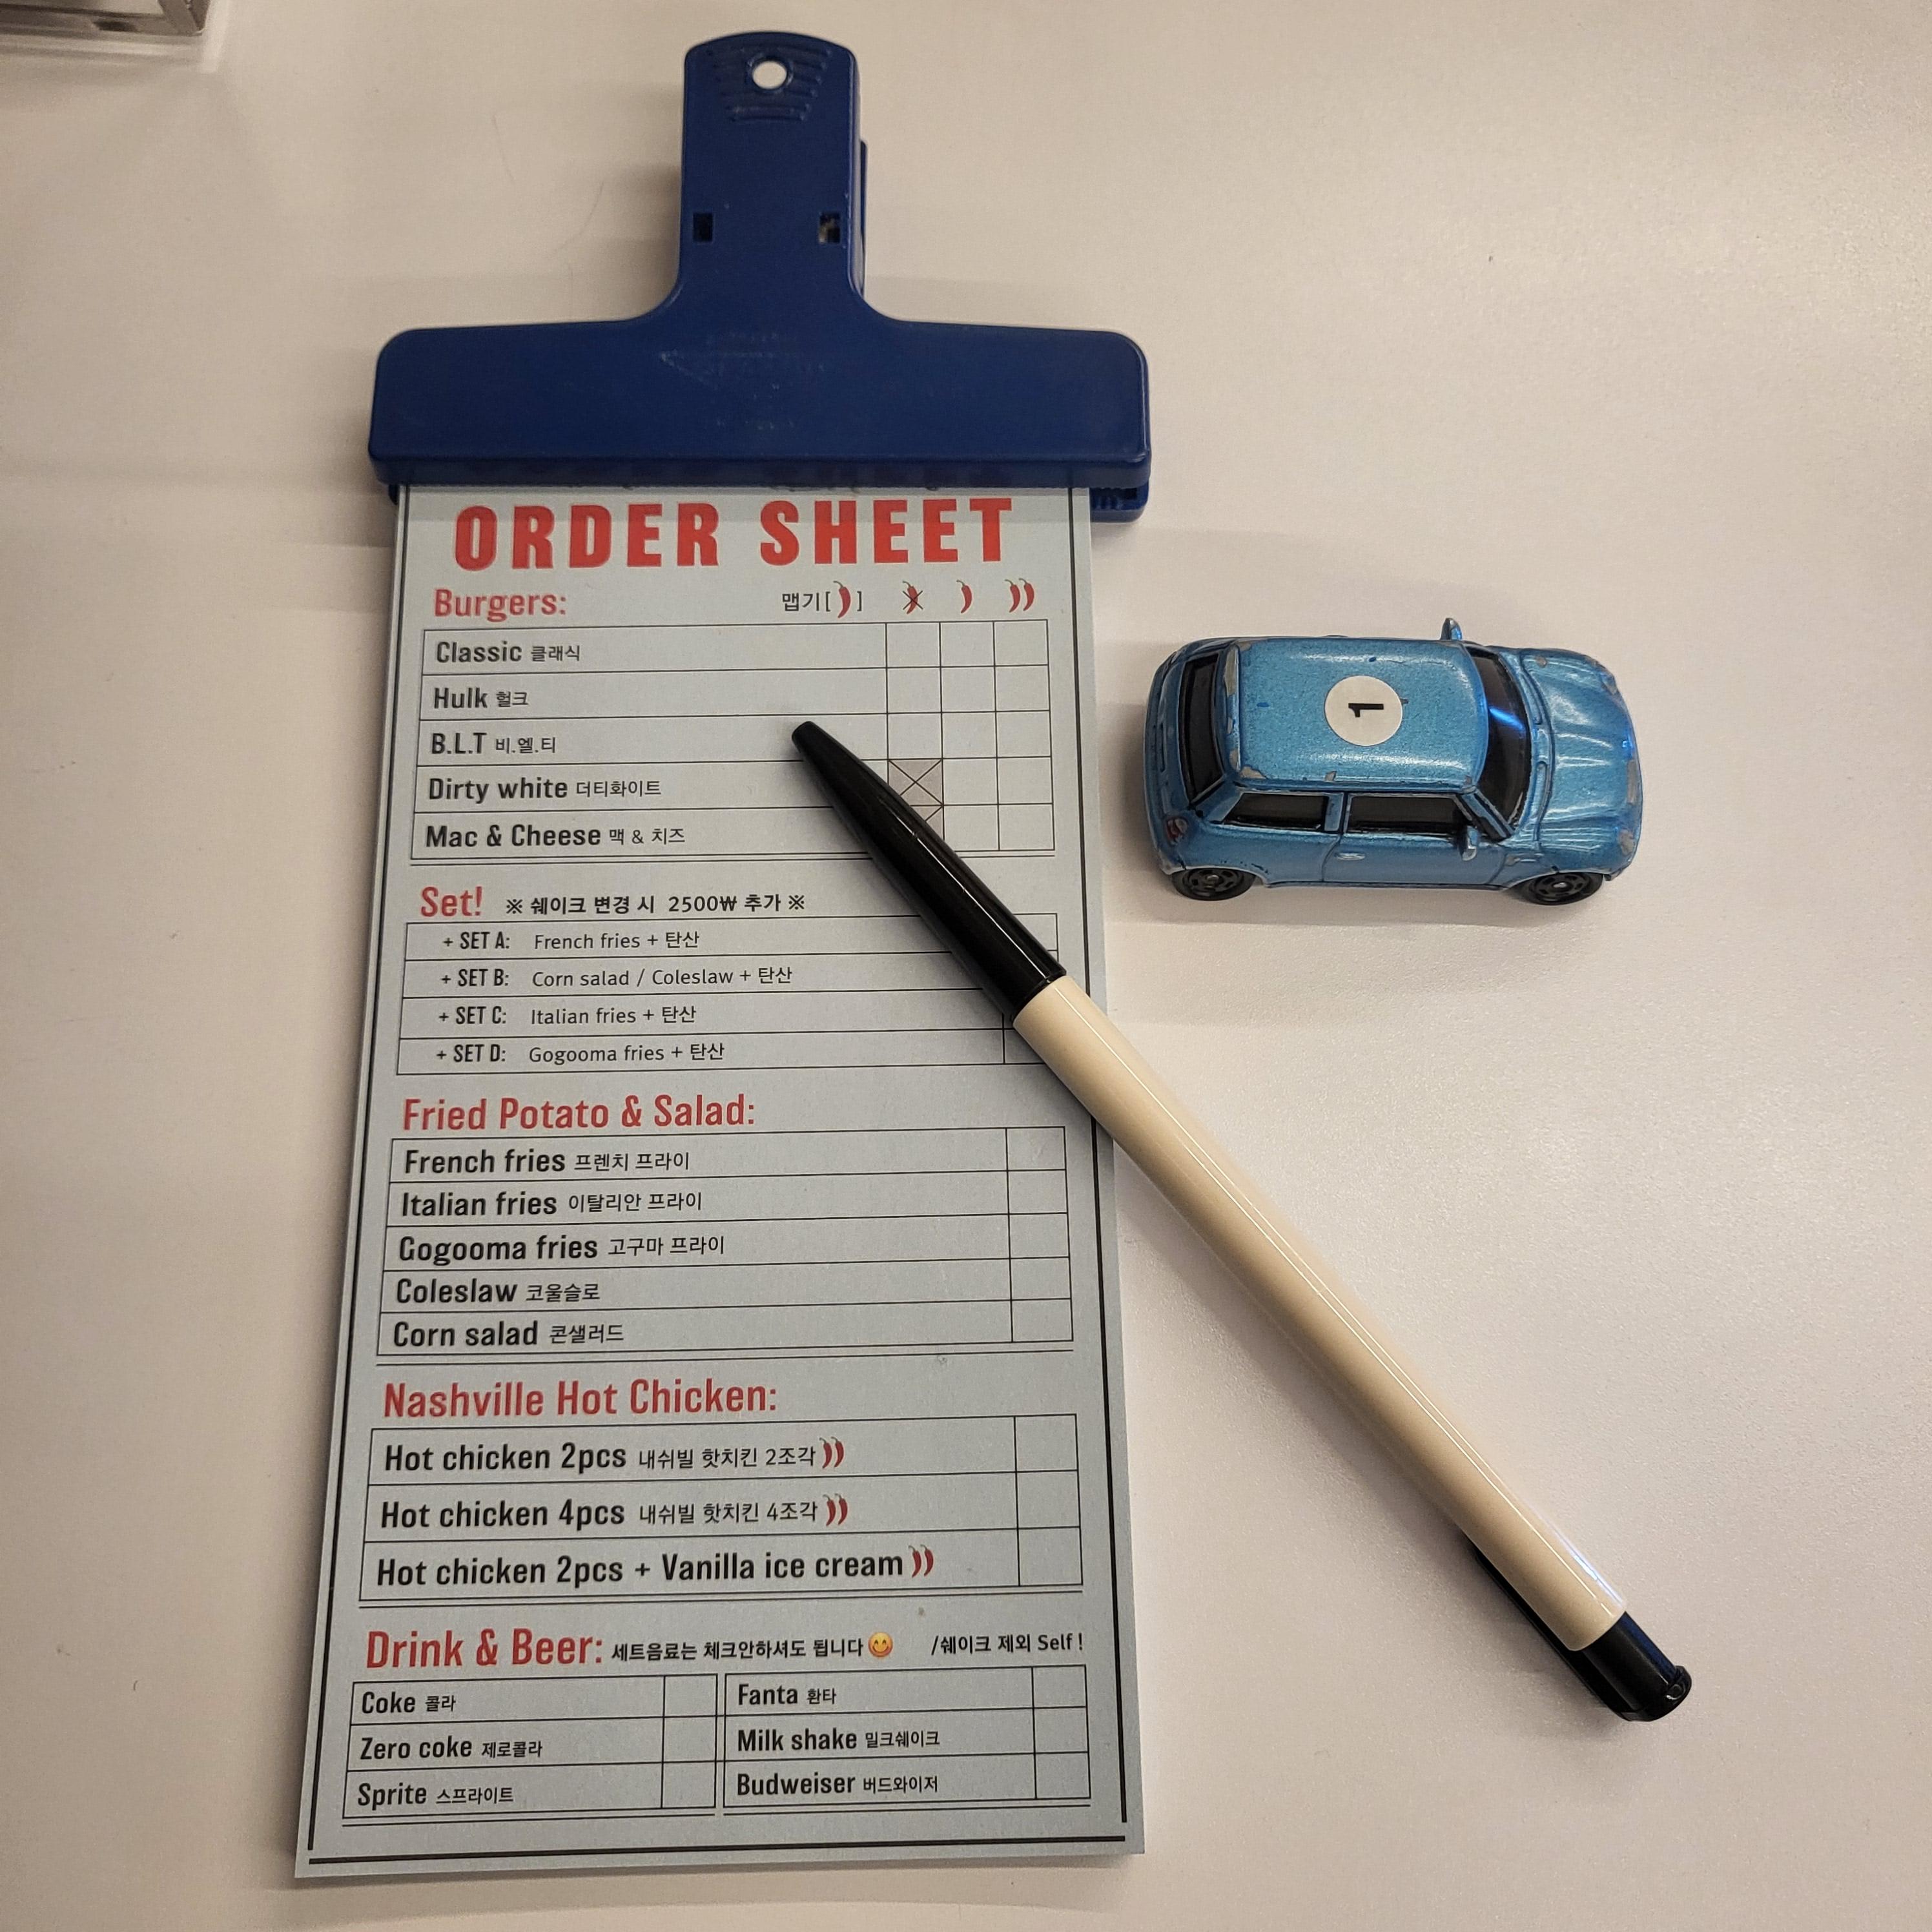 ORDER SHEET
Burgers: 맵기[ ]
Classic 클래식
Hulk 헐크
B.L.T 비.엘.티
Dirty white 더티화이트
Mac & Cheese 맥 & 치즈
Set! ※ 쉐이크 변경 시 2500₩ 추가 ※
+ SET A: French fries + 탄산
+ SET B: Corn salad / Coleslaw + 탄산
+ SET C: Italian fries + 탄산
+ SET D: Gogooma fries + 탄산
Fried Potato & Salad:
French fries 프렌치 프라이
Italian fries 이탈리안 프라이
Gogooma fries 고구마 프라이
Coleslaw 코울슬로
Corn salad 콘샐러드
Nashville Hot Chicken:
Hot chicken 2pcs 내쉬빌 핫치킨 2조각
Hot chicken 4pcs 내쉬빌 핫치킨 4조각
Hot chicken 2pcs + Vanilla ice cream
Drink & Beer: 세트음료는 체크안하셔도 됩니다 😊 /쉐이크 제외 Self !
Coke 콜라
Zero coke 제로콜라
Sprite 스프라이트
Fanta 환타
Milk shake 밀크쉐이크
Budweiser 버드와이저
1